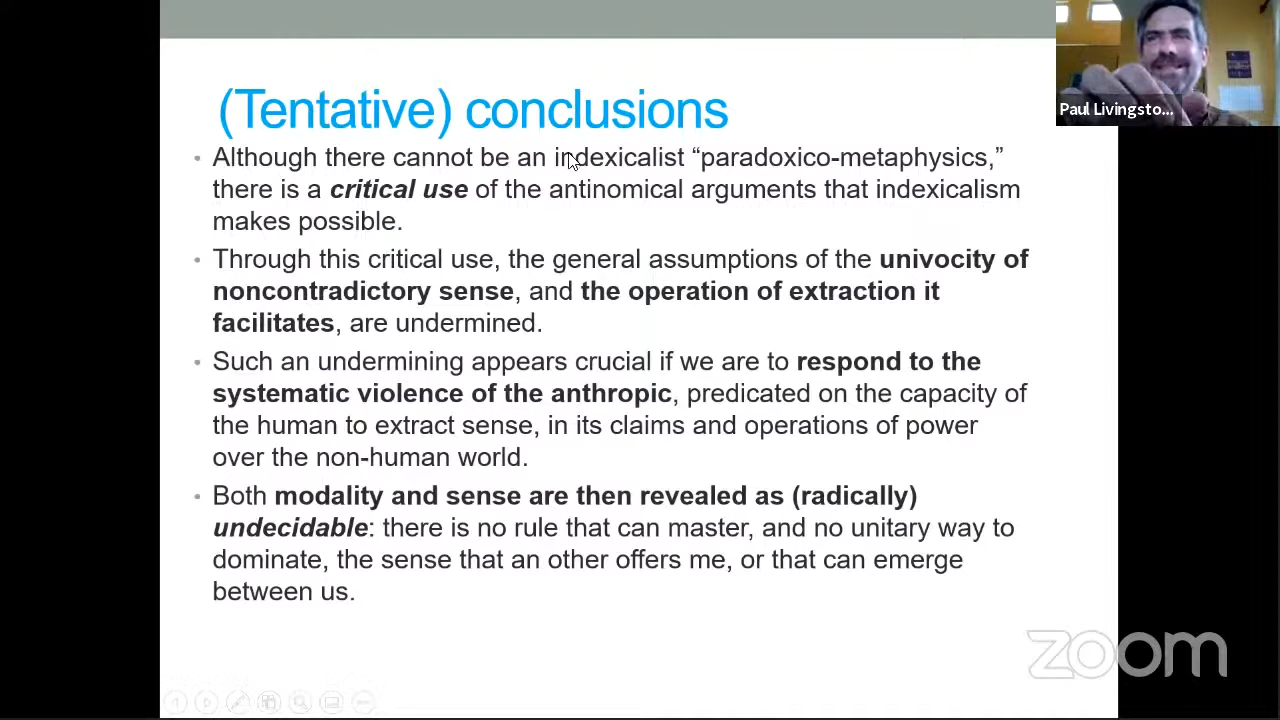 (Tentative) conclusions
Paul Livingsto...
• Although there cannot be an indexicalist “paradoxico-metaphysics,”
there is a critical use of the antinomical arguments that indexicalism
makes possible.
• Through this critical use, the general assumptions of the univocity of
noncontradictory sense, and the operation of extraction it
facilitates, are undermined.
• Such an undermining appears crucial if we are to respond to the
systematic violence of the anthropic, predicated on the capacity of
the human to extract sense, in its claims and operations of power
over the non-human world.
• Both modality and sense are then revealed as (radically)
undecidable: there is no rule that can master, and no unitary way to
dominate, the sense that an other offers me, or that can emerge
between us.
zoom